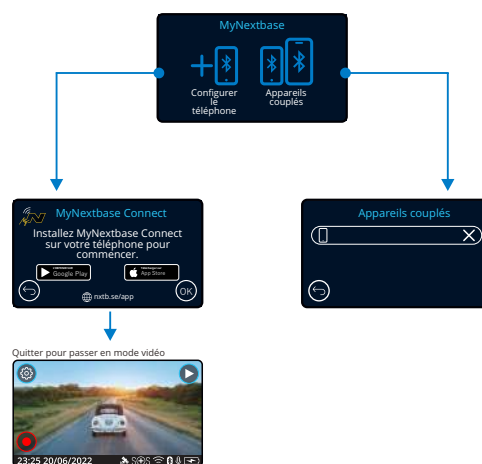 MyNextbase
Configurer
le
téléphone
Appareils
couplés
MyNextbase Connect
Installez MyNextbase Connect
sur votre téléphone pour
commencer.
Google Play
App Store
nxtb.se/app
OK
Appareils couplés
Quitter pour passer en mode vidéo
23:25 20/06/2022
SOS